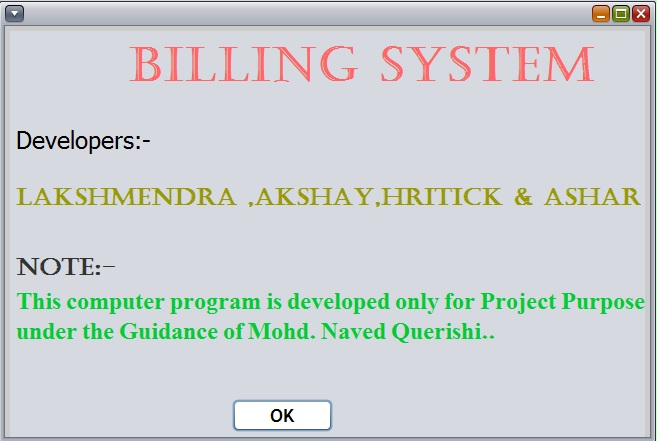 BILLING SYSTEM
Developers:-
LAKSHMENDRA ,AKSHAY,HRITICK & ASHAR
NOTE:-
This computer program is developed only for Project Purpose
under the Guidance of Mohd. Naved Querishi..
OK